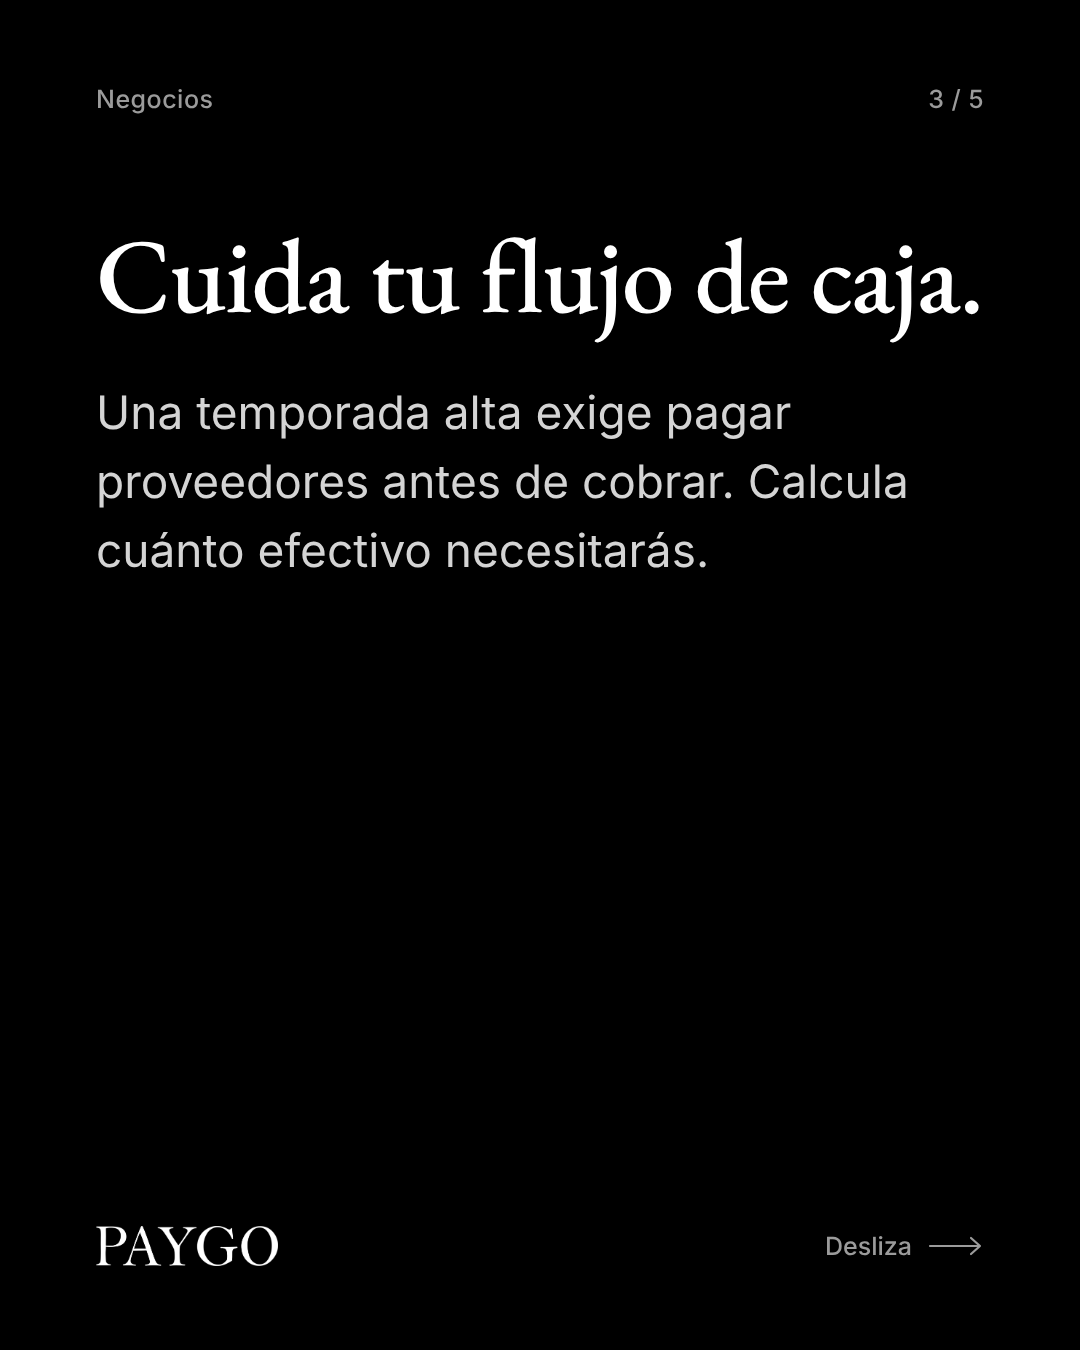 Negocios
3 / 5
Cuida tu flujo de caja.
Una temporada alta exige pagar
proveedores antes de cobrar. Calcula
cuánto efectivo necesitarás.
PAYGO
Desliza